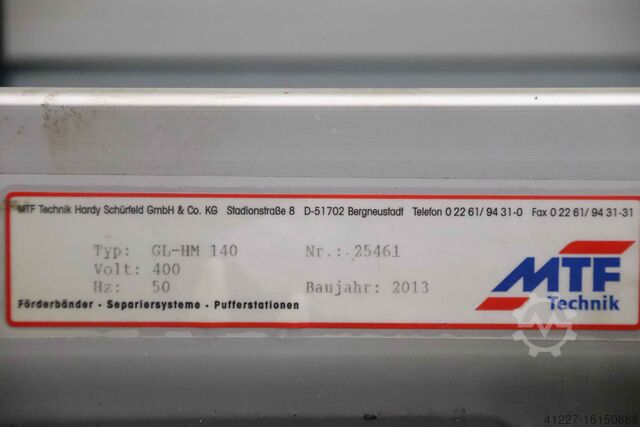 MTF Technik Hardy Schürfeld GmbH & Co. KG Stadionstraße 8 D-51702 Bergneustadt Telefon 0 22 61/ 94 31-0 Fax 0 22 61/ 94 31-31
Typ: GL-HM 140 Nr.: 25461
Volt: 400
Hz: 50 Baujahr: 2013
Förderbänder · Separiersysteme · Pufferstationen
MTF
Technik
41227-16150668